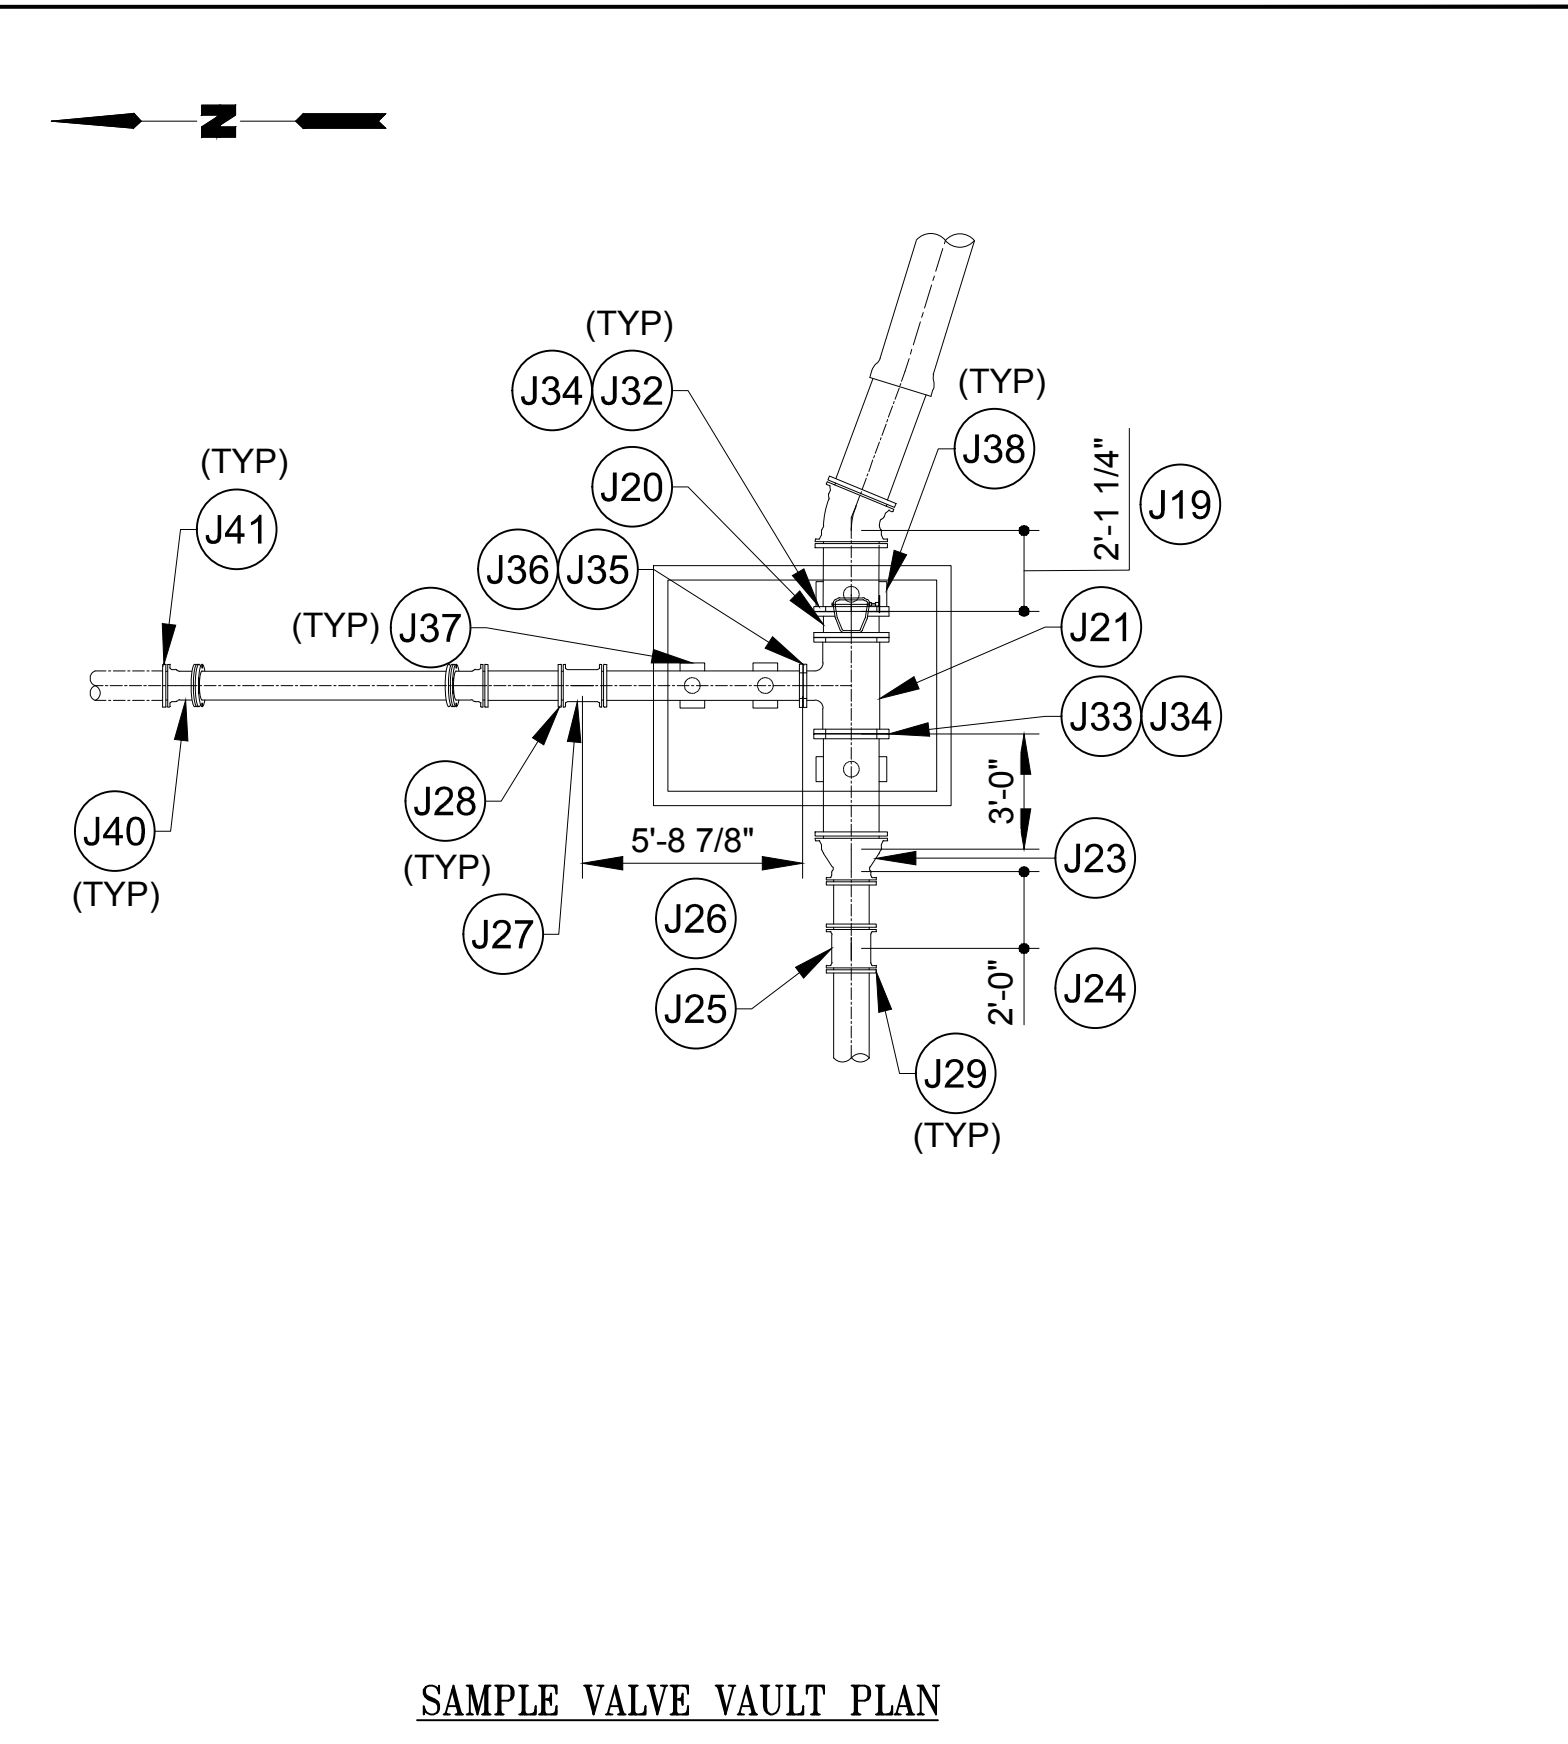 N
(TYP)
J34 J32
(TYP)
J38
2'-1 1/4"
J19
J20
(TYP)
J41
J36 J35
(TYP) J37
J21
J33 J34
3'-0"
J28
(TYP)
5'-8 7/8"
J40
(TYP)
J23
J27
J26
J25
2'-0"
J24
J29
(TYP)
SAMPLE VALVE VAULT PLAN